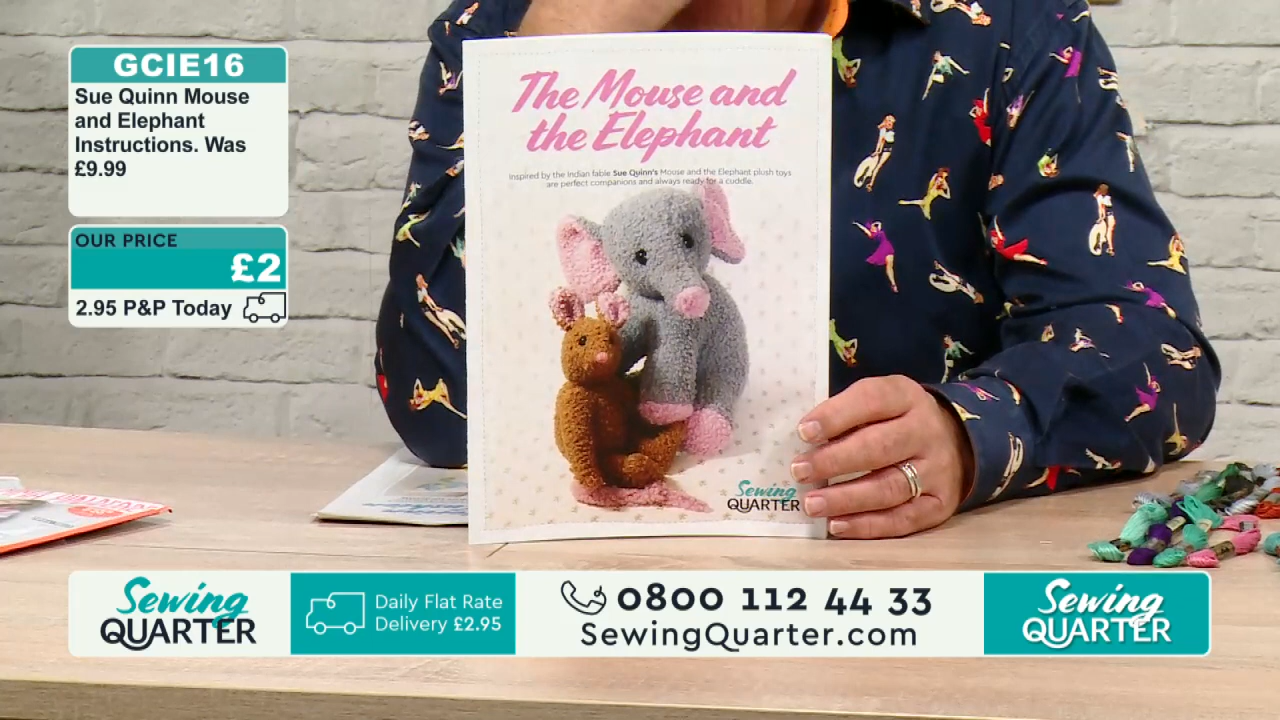 GCIE16
Sue Quinn Mouse
and Elephant
Instructions. Was
£9.99
OUR PRICE
£2
2.95 P&P Today
The Mouse and
the Elephant
Inspired by the Indian fable Sue Quinn's Mouse and the Elephant plush toys
are perfect companions and always ready for a cuddle.
Sewing
QUARTER
Sewing
QUARTER
Daily Flat Rate
Delivery £2.95
0800 112 44 33
SewingQuarter.com
Sewing
QUARTER